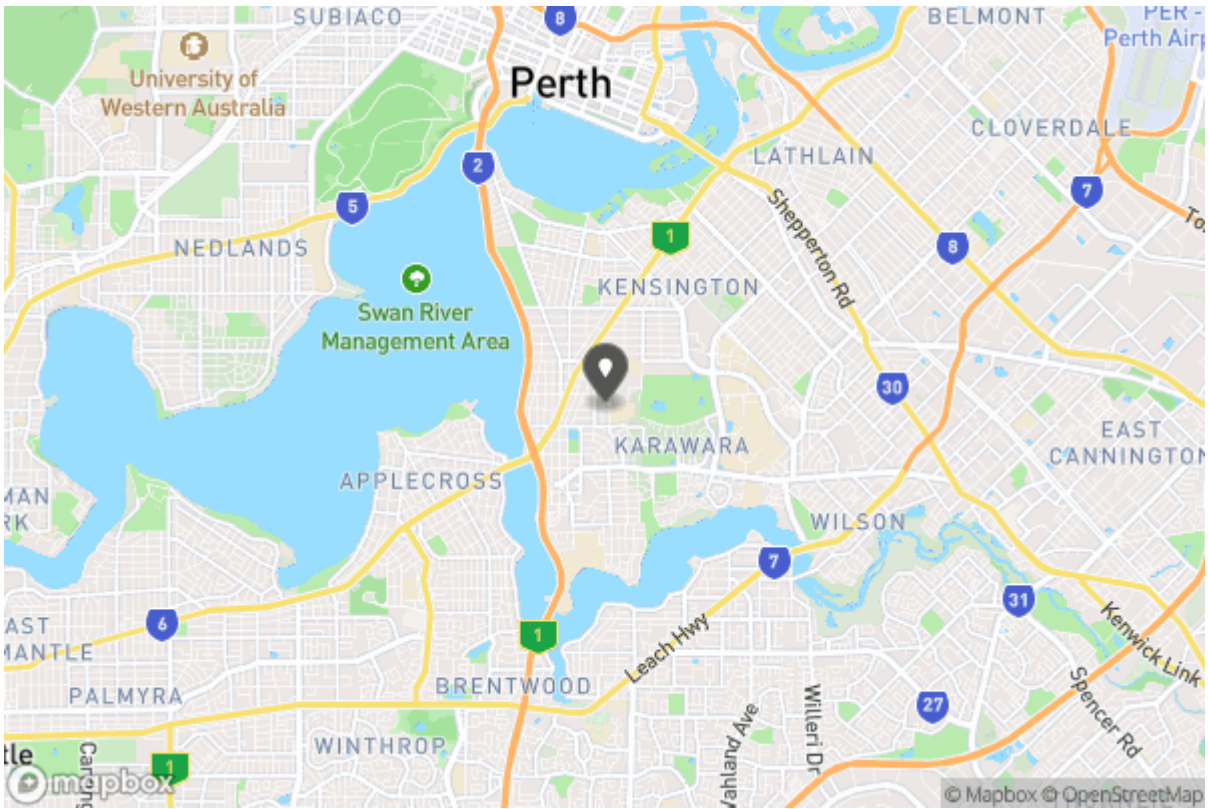 SUBIACO
8
BELMONT
PER -
Perth Airp
University of
Western Australia
Perth
CLOVERDALE
LATHLAIN
2
7
5
1
Shepperton Rd
To
8
NEDLANDS
KENSINGTON
Swan River
Management Area
30
KARAWARA
EAST
CANNINGTON
APPLECROSS
MAN
RK
WILSON
7
31
6
1
Leach Hwy
Kenwick Link
AST
MANTLE
PALMYRA
BRENTWOOD
27
Spencer Rd
Willeri Dr
Vahland Ave
WINTHROP
tle
Caning
1
mapbox
© Mapbox © OpenStreetMap